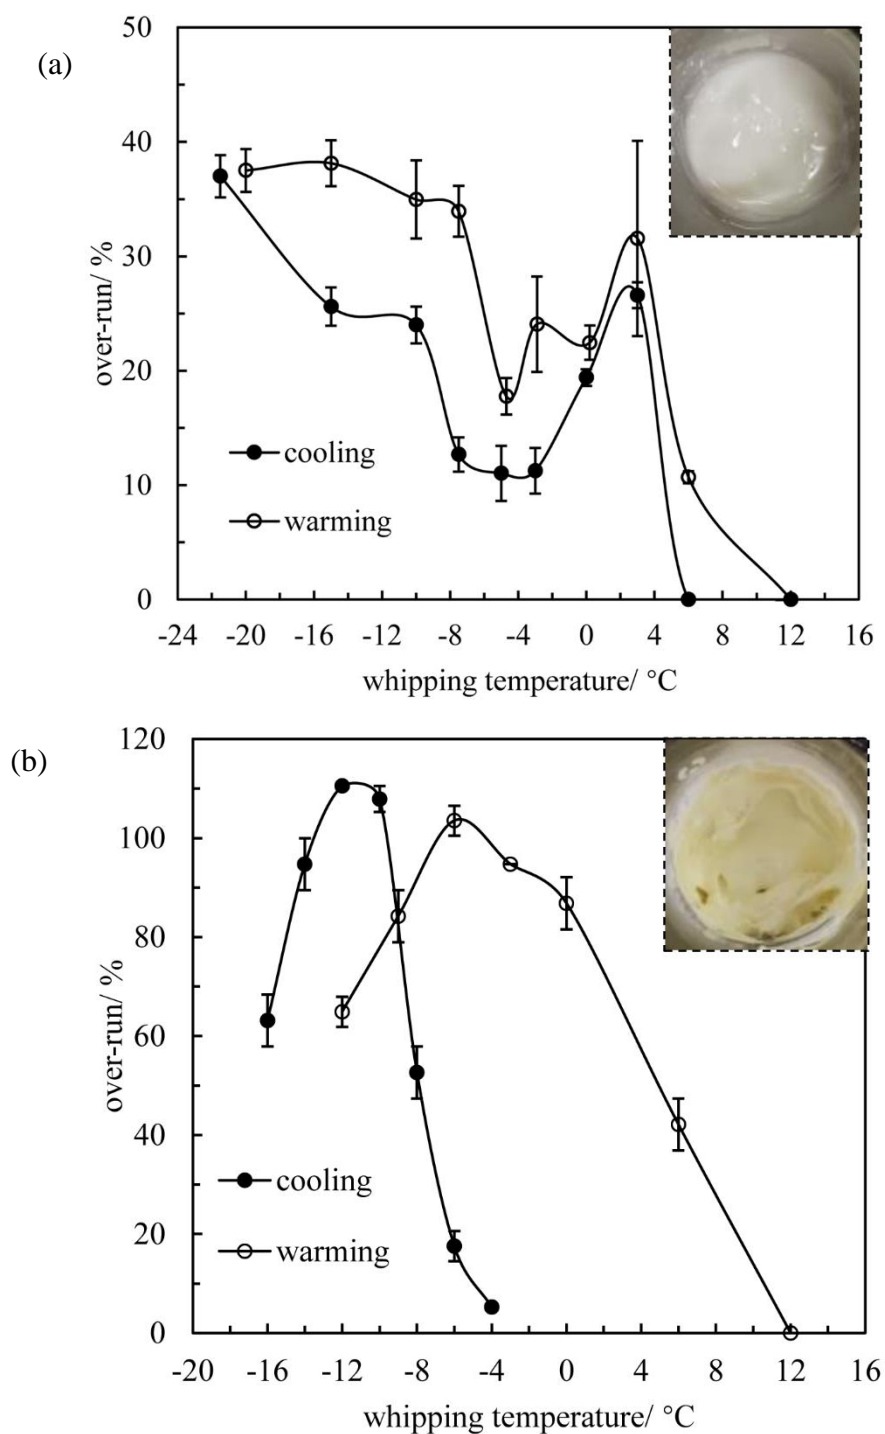 (a)
50
40
30
20
10
0
over-run/ %
cooling
warming
-24 -20 -16 -12 -8 -4 0 4 8 12 16
whipping temperature/ °C
(b)
120
100
80
60
40
20
0
over-run/ %
cooling
warming
-20 -16 -12 -8 -4 0 4 8 12 16
whipping temperature/ °C